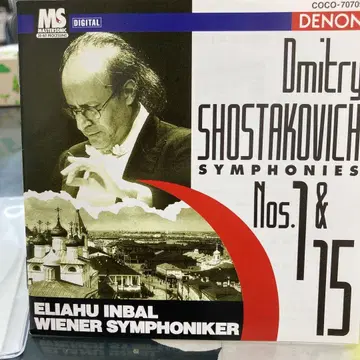 COCO-7070
MS
MASTERSONIC
DIGITAL
DENON
Dmitry
SHOSTAKOVICH
SYMPHONIES
Nos. 1 &
15
ELIAHU INBAL
WIENER SYMPHONIKER